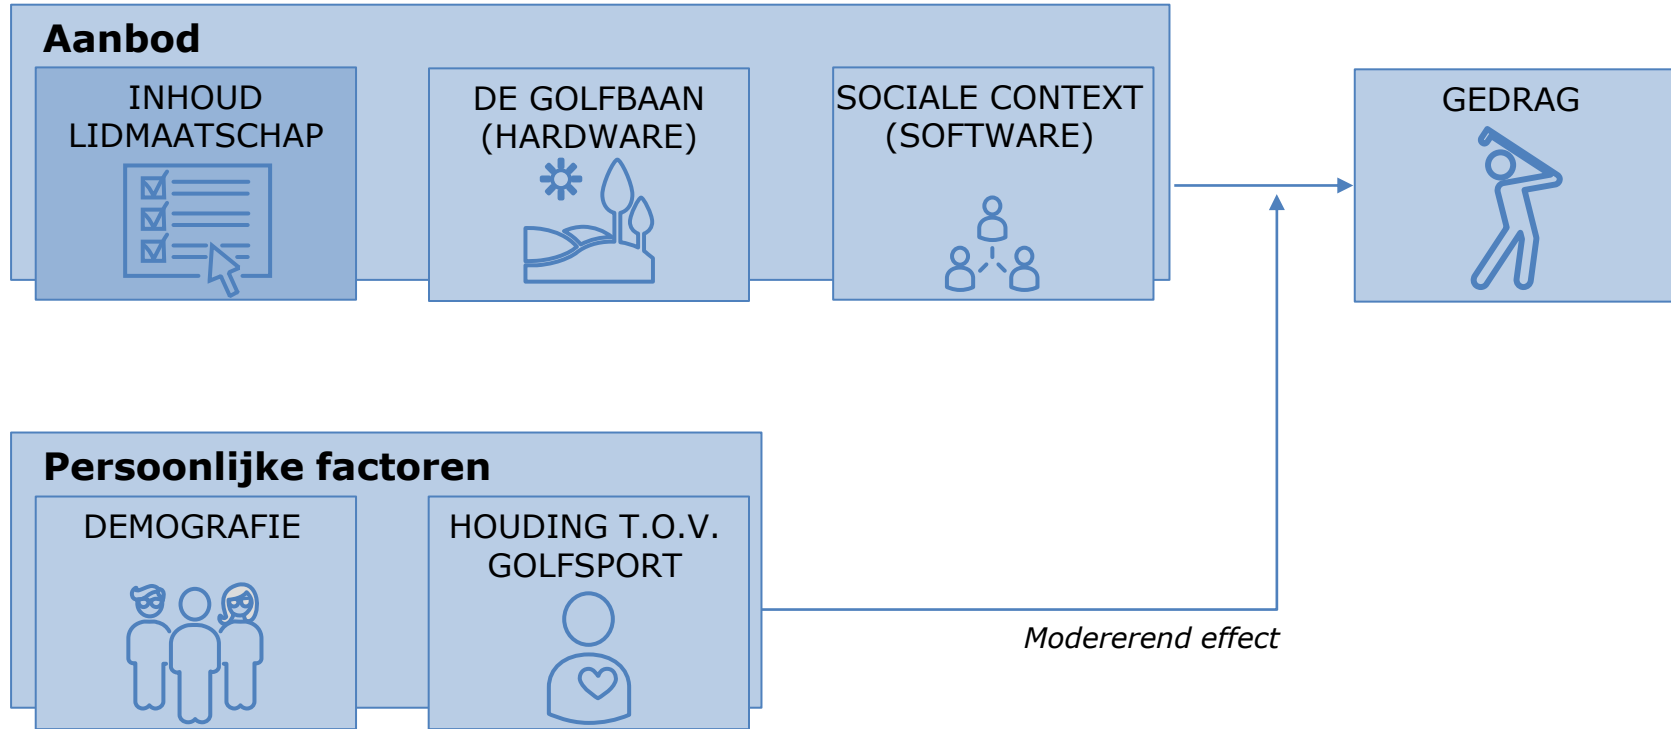 Aanbod
INHOUD
LIDMAATSCHAP
DE GOLFBAAN
(HARDWARE)
SOCIALE CONTEXT
(SOFTWARE)
GEDRAG
Persoonlijke factoren
DEMOGRAFIE
HOUDING T.O.V.
GOLFSPORT
Modererend effect